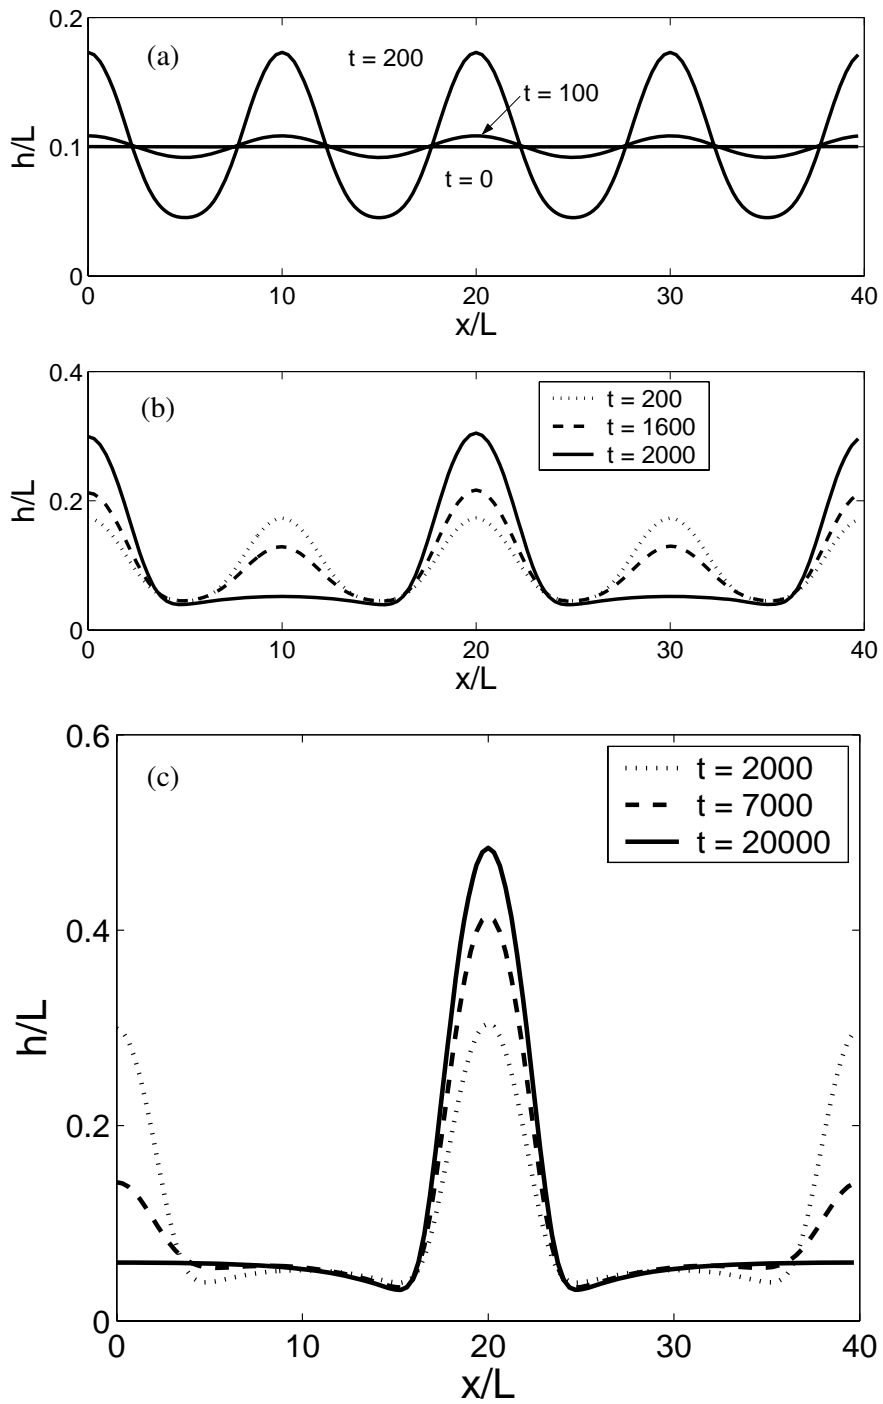 0.2
(a)
t = 200
t = 100
h/L
0.1
t = 0
0
0
10
20
30
40
x/L
0.4
(b)
t = 200
t = 1600
t = 2000
h/L
0.2
0
0
10
20
30
40
x/L
0.6
(c)
t = 2000
t = 7000
t = 20000
0.4
h/L
0.2
0
0
10
20
30
40
x/L